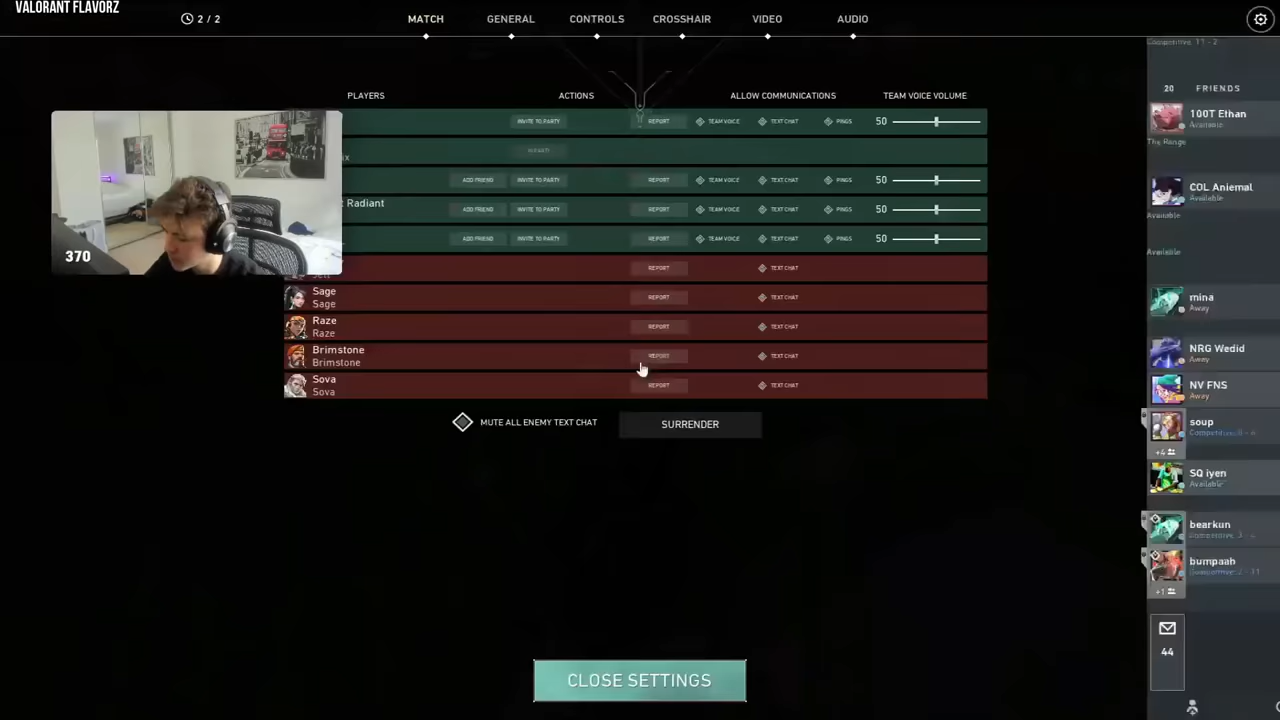 VALORANT FLAVORZ
2 / 2
MATCH
GENERAL
CONTROLS
CROSSHAIR
VIDEO
AUDIO
Competitive 11 - 2
PLAYERS
ACTIONS
ALLOW COMMUNICATIONS
TEAM VOICE VOLUME
20 FRIENDS
INVITE TO PARTY
REPORT
TEAM VOICE
TEXT CHAT
PINGS
50
ADD FRIEND
INVITE TO PARTY
REPORT
TEAM VOICE
TEXT CHAT
PINGS
50
Radiant
ADD FRIEND
INVITE TO PARTY
REPORT
TEAM VOICE
TEXT CHAT
PINGS
50
ADD FRIEND
INVITE TO PARTY
REPORT
TEAM VOICE
TEXT CHAT
PINGS
50
370
REPORT
TEXT CHAT
Sage
Sage
REPORT
TEXT CHAT
Raze
Raze
REPORT
TEXT CHAT
Brimstone
Brimstone
REPORT
TEXT CHAT
Sova
Sova
REPORT
TEXT CHAT
MUTE ALL ENEMY TEXT CHAT
SURRENDER
CLOSE SETTINGS
100T Ethan
Available
The Range
COL Aniemal
Available
Available
Available
mina
Away
NRG Wedid
Away
NV FNS
Away
soup
+4
SQ iyen
Available
bearkun
bumpaah
+1
44